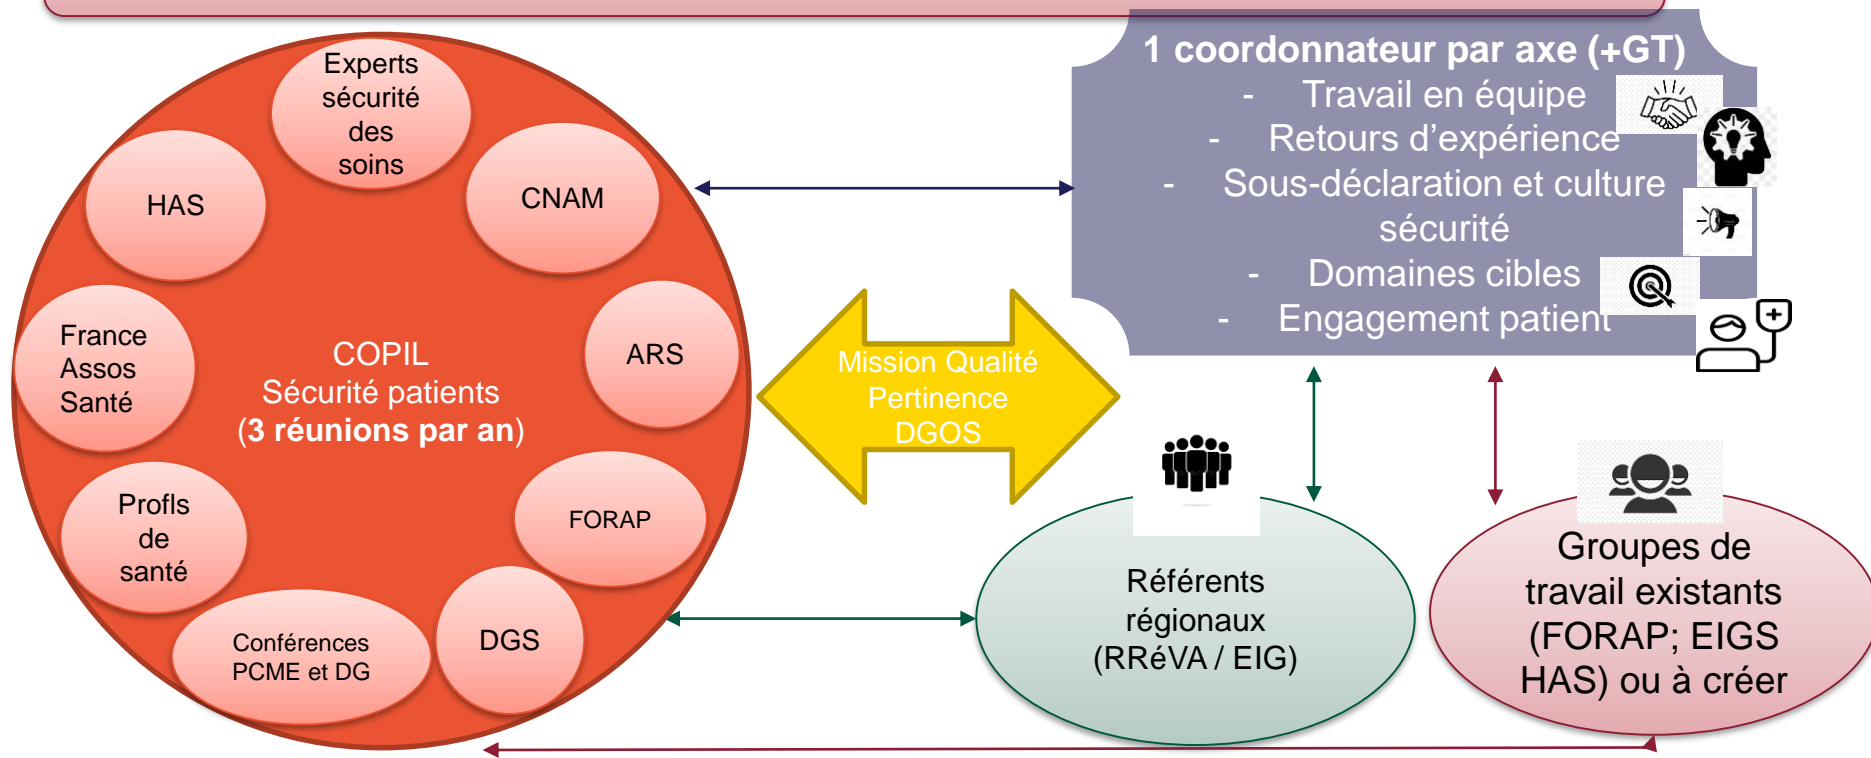 Experts
sécurité
des
soins
HAS
CNAM
France
Assos
Santé
ARS
COPIL
Sécurité patients
(3 réunions par an)
Profls
de
santé
FORAP
Conférences
PCME et DG
DGS
Mission Qualité
Pertinence
DGOS
1 coordonnateur par axe (+GT)
- Travail en équipe
- Retours d'expérience
- Sous-déclaration et culture
sécurité
- Domaines cibles
- Engagement patient
Référents
régionaux
(RRéVA / EIG)
Groupes de
travail existants
(FORAP; EIGS
HAS) ou à créer